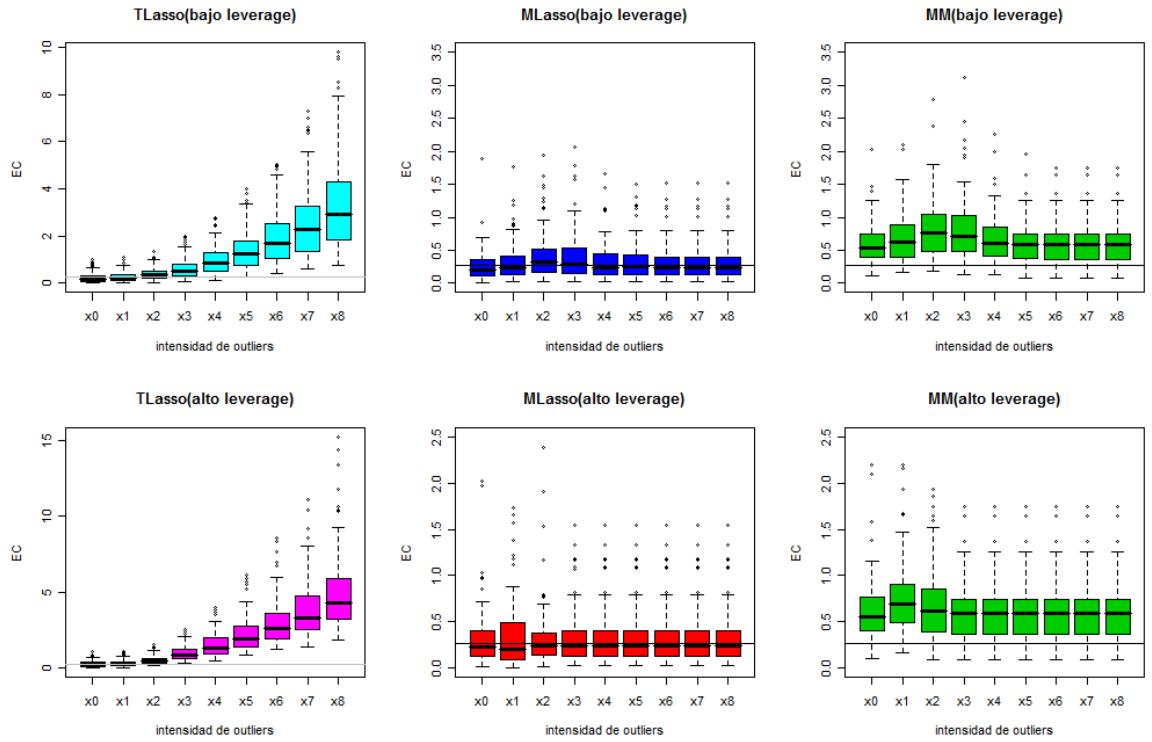 TLasso(bajo leverage)
EC
0 2 4 6 8 10
x0 x1 x2 x3 x4 x5 x6 x7 x8
intensidad de outliers
MLasso(bajo leverage)
EC
0.0 0.5 1.0 1.5 2.0 2.5 3.0 3.5
x0 x1 x2 x3 x4 x5 x6 x7 x8
intensidad de outliers
MM(bajo leverage)
EC
0.0 0.5 1.0 1.5 2.0 2.5 3.0 3.5
x0 x1 x2 x3 x4 x5 x6 x7 x8
intensidad de outliers
TLasso(alto leverage)
EC
0 5 10 15
x0 x1 x2 x3 x4 x5 x6 x7 x8
intensidad de outliers
MLasso(alto leverage)
EC
0.0 0.5 1.0 1.5 2.0 2.5
x0 x1 x2 x3 x4 x5 x6 x7 x8
intensidad de outliers
MM(alto leverage)
EC
0.0 0.5 1.0 1.5 2.0 2.5
x0 x1 x2 x3 x4 x5 x6 x7 x8
intensidad de outliers